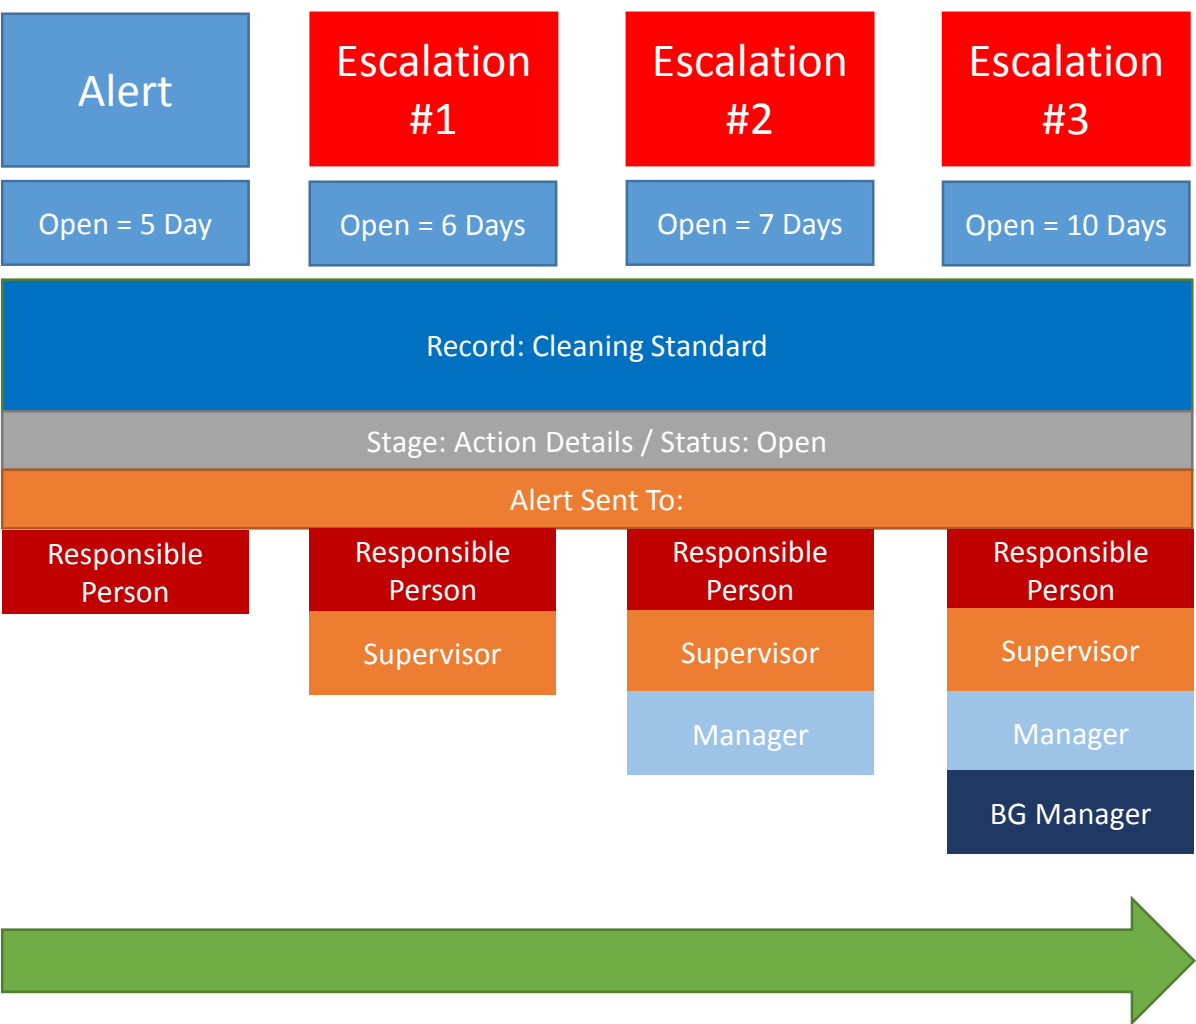 Alert
Escalation
#1
Escalation
#2
Escalation
#3
Open = 5 Day
Open = 6 Days
Open = 7 Days
Open = 10 Days
Record: Cleaning Standard
Stage: Action Details / Status: Open
Alert Sent To:
Responsible
Person
Responsible
Person
Supervisor
Responsible
Person
Supervisor
Manager
Responsible
Person
Supervisor
Manager
BG Manager